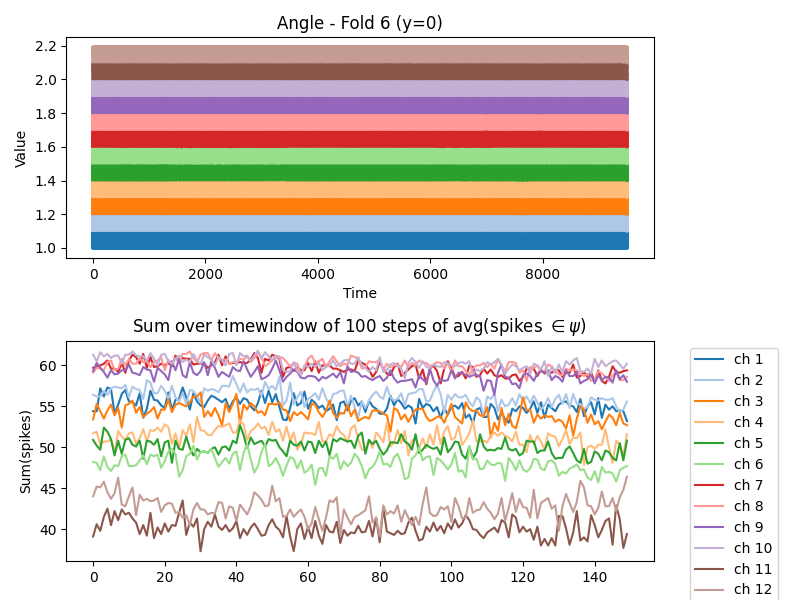 Angle - Fold 6 (y=0)
2.2
2.0
1.8
1.6
1.4
1.2
1.0
Value
0 2000 4000 6000 8000
Time
Sum over timewindow of 100 steps of avg(spikes ∈ ψ)
60
55
50
45
40
Sum(spikes)
0 20 40 60 80 100 120 140
ch 1
ch 2
ch 3
ch 4
ch 5
ch 6
ch 7
ch 8
ch 9
ch 10
ch 11
ch 12